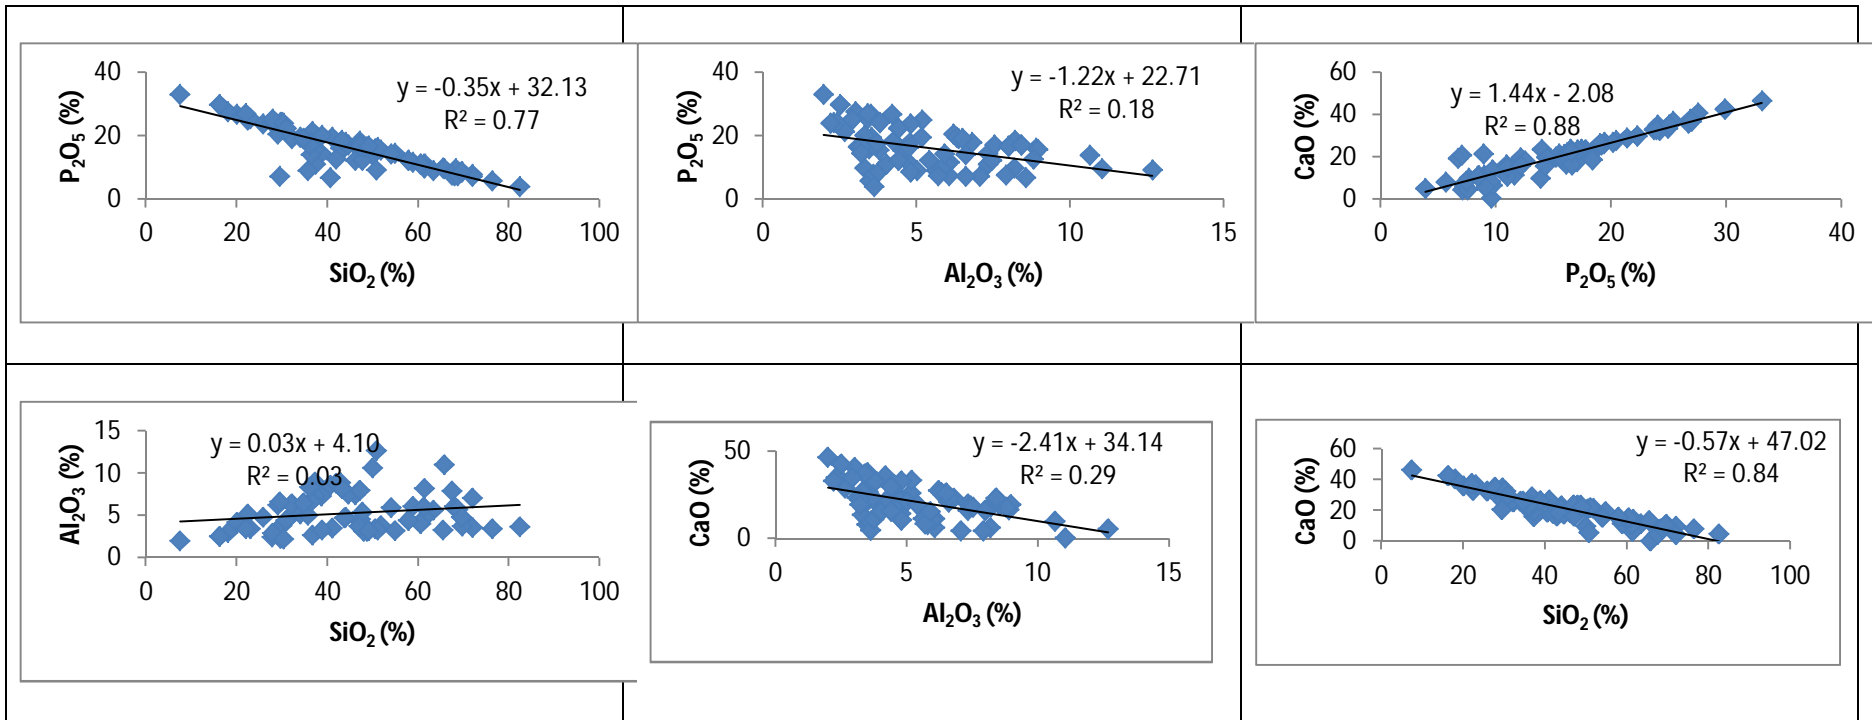 y = -0.35x + 32.13
R² = 0.77
P₂O₅ (%)
40
20
0
0 20 40 60 80 100
SiO₂ (%)
y = -1.22x + 22.71
R² = 0.18
P₂O₅ (%)
40
20
0
0 5 10 15
Al₂O₃ (%)
y = 1.44x - 2.08
R² = 0.88
CaO (%)
60
40
20
0
0 10 20 30 40
P₂O₅ (%)
y = 0.03x + 4.10
R² = 0.03
Al₂O₃ (%)
15
10
5
0
0 20 40 60 80 100
SiO₂ (%)
y = -2.41x + 34.14
R² = 0.29
CaO (%)
50
0
0 5 10 15
Al₂O₃ (%)
y = -0.57x + 47.02
R² = 0.84
CaO (%)
60
40
20
0
0 20 40 60 80 100
SiO₂ (%)